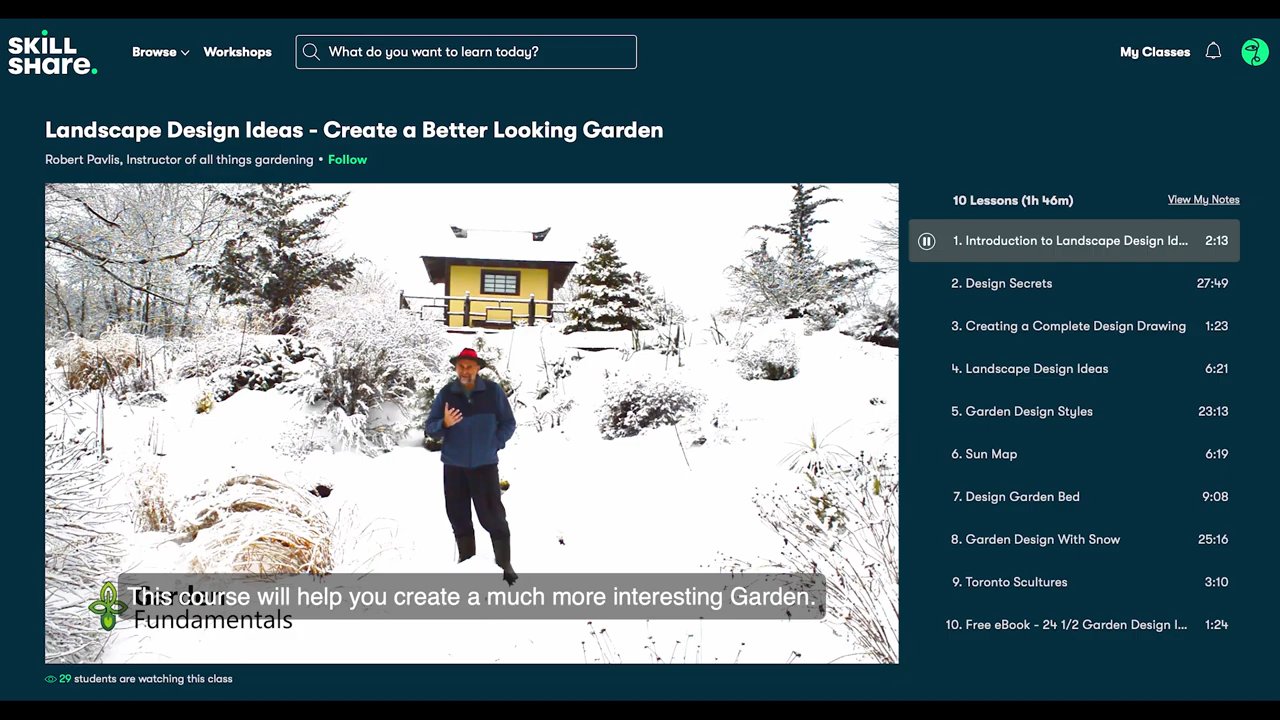 SKILL
SHARE.
Browse
Workshops
What do you want to learn today?
My Classes
Landscape Design Ideas - Create a Better Looking Garden
Robert Pavlis, Instructor of all things gardening • Follow
10 Lessons (1h 46m)
View My Notes
1. Introduction to Landscape Design Id... 2:13
2. Design Secrets 27:49
3. Creating a Complete Design Drawing 1:23
4. Landscape Design Ideas 6:21
5. Garden Design Styles 23:13
6. Sun Map 6:19
7. Design Garden Bed 9:08
8. Garden Design With Snow 25:16
9. Toronto Scultures 3:10
10. Free eBook - 24 1/2 Garden Design I... 1:24
This course will help you create a much more interesting Garden.
Fundamentals
29 students are watching this class